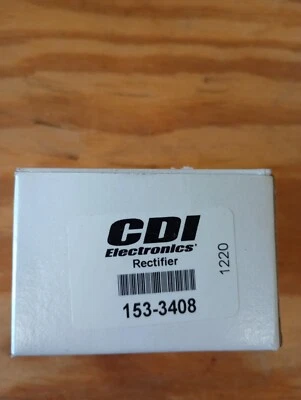 CDI
Electronics®
Rectifier
153-3408
1220